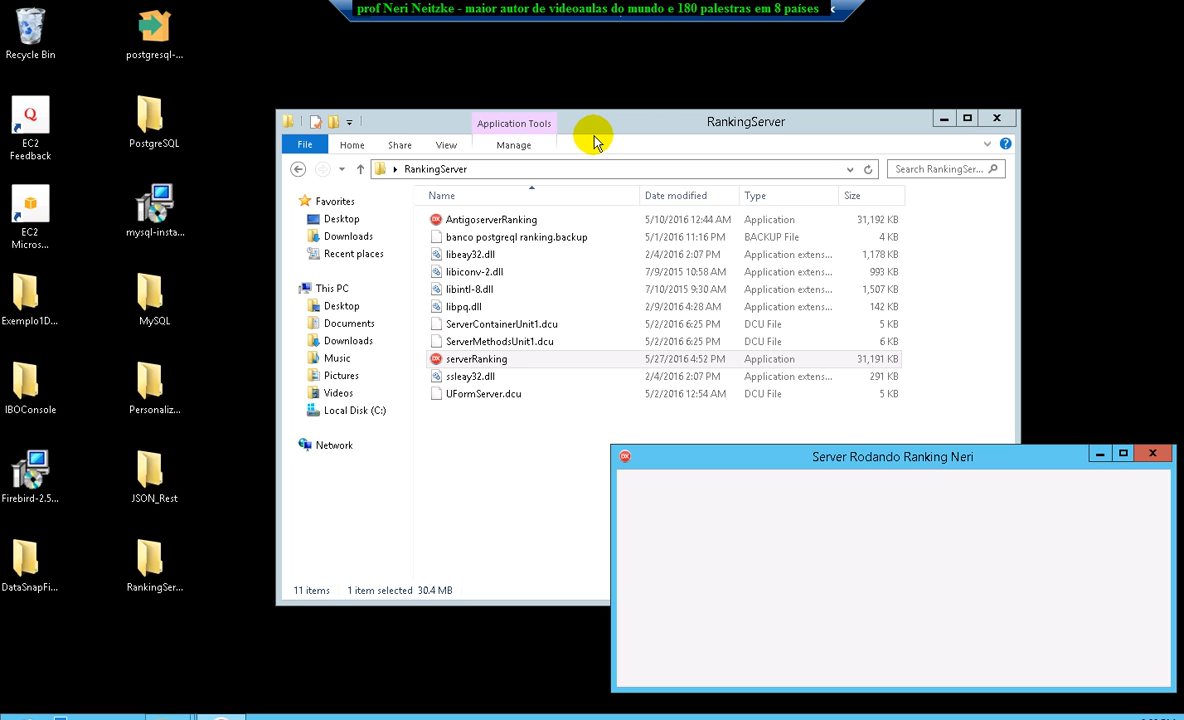 prof Neri Neitzke - maior autor de videoaulas do mundo e 180 palestras em 8 países
Recycle Bin
postgresql-...
EC2
Feedback
PostgreSQL
EC2
Micros...
mysql-insta...
Exemplo1D...
MySQL
IBOConsole
Personaliz...
Firebird-2.5...
JSON_Rest
DataSnapFi...
RankingSer...
Application Tools
RankingServer
File
Home
Share
View
Manage
RankingServer
Search RankingSer...
Favorites
Desktop
Downloads
Recent places
This PC
Desktop
Documents
Downloads
Music
Pictures
Videos
Local Disk (C:)
Network
Name Date modified Type Size
AntigoserverRanking 5/10/2016 12:44 AM Application 31,192 KB
banco postgreql ranking.backup 5/1/2016 11:16 PM BACKUP File 4 KB
libeay32.dll 2/4/2016 2:07 PM Application extens... 1,178 KB
libiconv-2.dll 7/9/2015 10:58 AM Application extens... 993 KB
libintl-8.dll 7/10/2015 9:30 AM Application extens... 1,507 KB
libpq.dll 2/9/2016 4:28 AM Application extens... 142 KB
ServerContainerUnit1.dcu 5/2/2016 6:25 PM DCU File 5 KB
ServerMethodsUnit1.dcu 5/2/2016 6:25 PM DCU File 6 KB
serverRanking 5/27/2016 4:52 PM Application 31,191 KB
ssleay32.dll 2/4/2016 2:07 PM Application extens... 291 KB
UFormServer.dcu 5/2/2016 12:54 AM DCU File 5 KB
11 items 1 item selected 30.4 MB
Server Rodando Ranking Neri